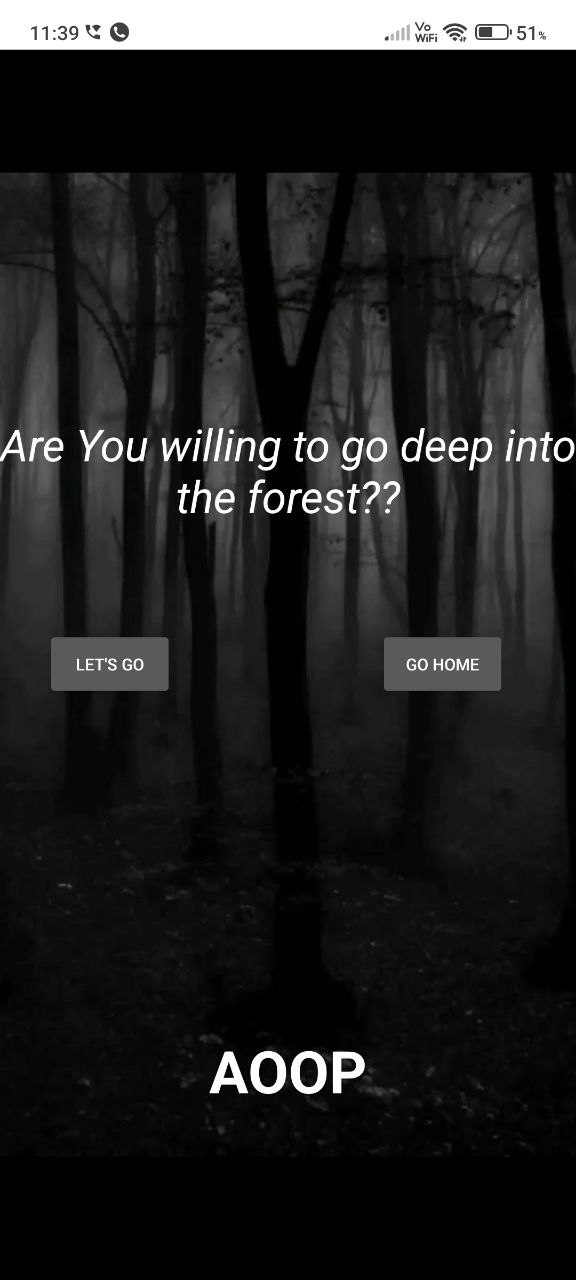 11:39
Vo
WiFi
51%
Are You willing to go deep into
the forest??
LET'S GO
GO HOME
AOOP